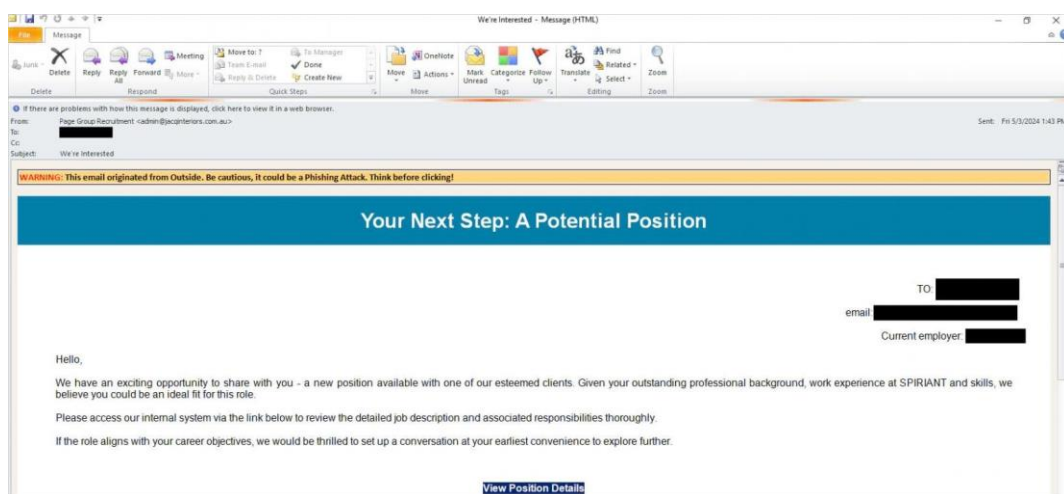 We're Interested - Message (HTML)
File Message
Junk Delete Reply Reply All Forward Meeting More Move to: ? Team E-mail Reply & Delete To Manager Done Create New Move OneNote Actions Mark Unread Categorize Follow Up Translate Find Related Select Zoom
Delete Respond Quick Steps Move Tags Editing Zoom
If there are problems with how this message is displayed, click here to view it in a web browser.
From: Page Group Recruitment <admin@jacqinteriors.com.au> Sent: Fri 5/3/2024 1:43 PM
To:
Cc:
Subject: We're Interested
WARNING: This email originated from Outside. Be cautious, it could be a Phishing Attack. Think before clicking!
Your Next Step: A Potential Position
TO:
email:
Current employer:
Hello,
We have an exciting opportunity to share with you - a new position available with one of our esteemed clients. Given your outstanding professional background, work experience at SPIRIANT and skills, we
believe you could be an ideal fit for this role.
Please access our internal system via the link below to review the detailed job description and associated responsibilities thoroughly.
If the role aligns with your career objectives, we would be thrilled to set up a conversation at your earliest convenience to explore further.
View Position Details